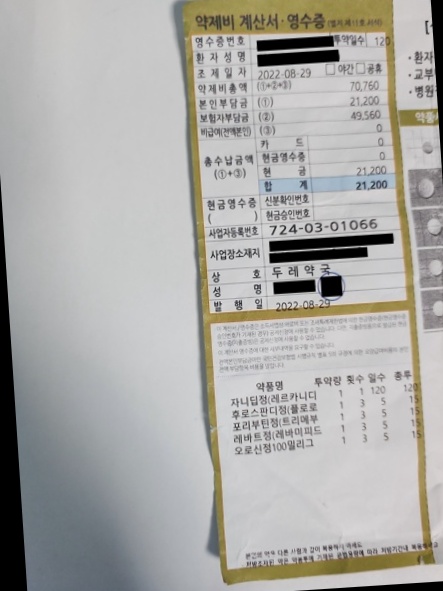 약제비 계산서·영수증
영수증번호 투약일수 120
환 자 성 명
조 제 일 자 2022-08-29 □야간 □공휴
약제비총액 (①+②+③) 70,760
본인부담금 (①) 21,200
보험자부담금 (②) 49,560
비급여(전액본인) (③) 0
카 드 0
총수납금액 현금영수증 0
(①+③) 현 금 21,200
합 계 21,200
현금영수증 신분확인번호
( ) 현금승인번호
사업자등록번호 724-03-01066
사업장소재지
상 호 두레약국
성 명
발 행 일 2022-08-29
약품명 투약량 횟수 일수 총투
자니딥정(레르카니디 1 1 120 120
후로스판디정(플로로 1 3 5 15
포리부틴정(트리메부 1 3 5 15
레바트정(레바미피드 1 3 5 15
오로신정100밀리그 1 3 5 15
·환자
·교부
·병원
약품